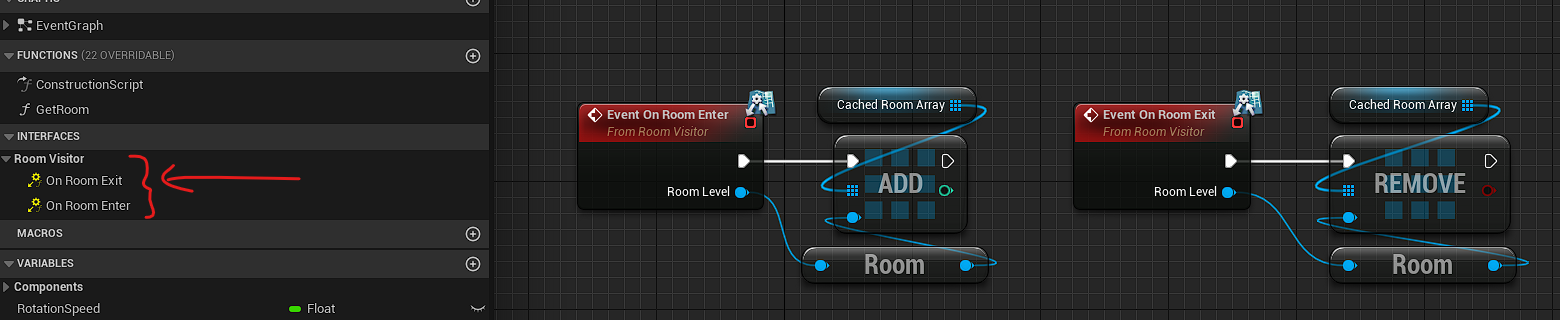 EventGraph
FUNCTIONS (22 OVERRIDABLE)
ConstructionScript
GetRoom
INTERFACES
Room Visitor
On Room Exit
On Room Enter
MACROS
VARIABLES
Components
RotationSpeed Float
Event On Room Enter
From Room Visitor
Room Level
Cached Room Array
ADD
Room
Event On Room Exit
From Room Visitor
Room Level
Cached Room Array
REMOVE
Room